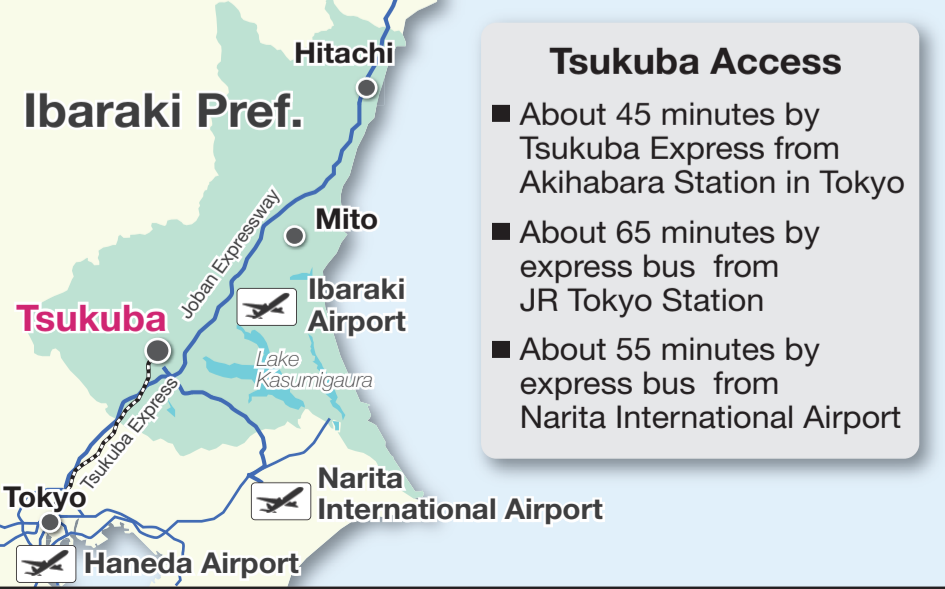 Hitachi
Ibaraki Pref.
Joban Expressway
Mito
Ibaraki
Airport
Tsukuba
Lake
Kasumigaura
Tsukuba Express
Tokyo
Narita
International Airport
Haneda Airport
Tsukuba Access
■ About 45 minutes by
Tsukuba Express from
Akihabara Station in Tokyo
■ About 65 minutes by
express bus from
JR Tokyo Station
■ About 55 minutes by
express bus from
Narita International Airport